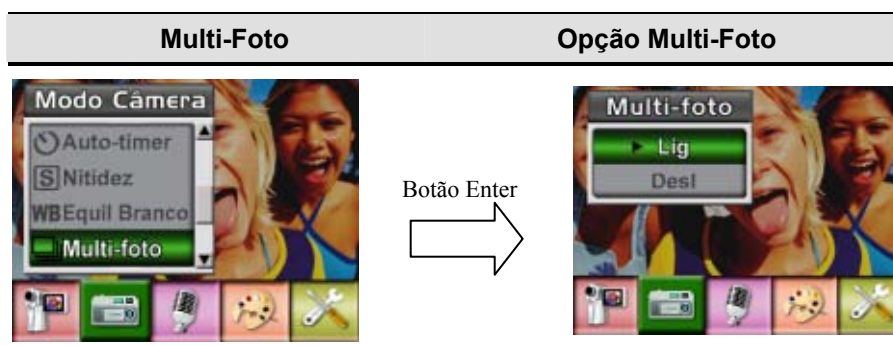 Multi-Foto Opção Multi-Foto
Modo Câmera
Auto-timer
S Nitidez
WB Equil Branco
Multi-foto
Botão Enter
Multi-foto
Lig
Desl